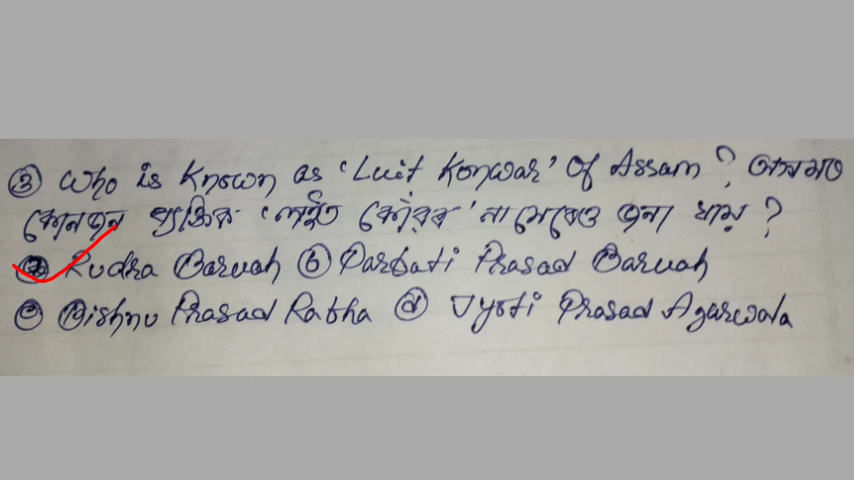 ③ Who is Known as 'Luit Konwar' Of Assam? অসমত
কোনজন ব্যক্তিক 'লুইত কোঁৱৰ' নামেৰেও জনা যায়?
ⓐ Rudra Baruah ⓑ Parbati Prasad Baruah
ⓒ Bishnu Prasad Rabha ⓓ Jyoti Prasad Agarwala